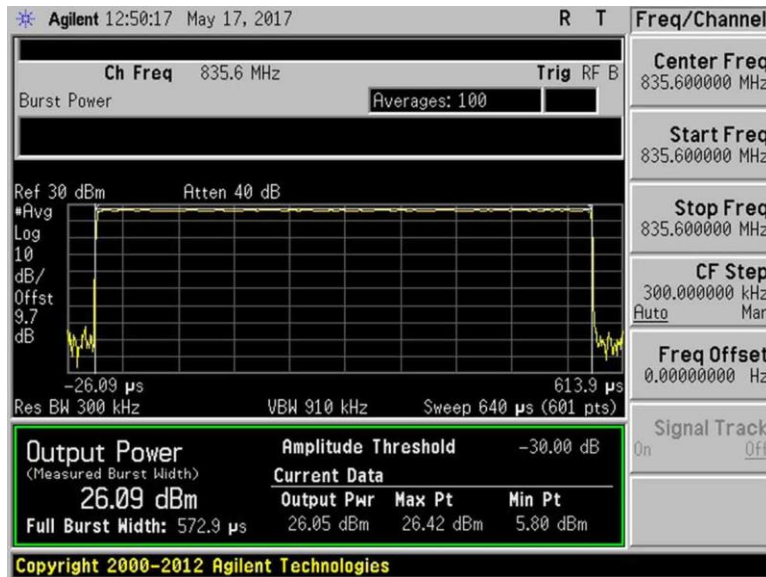 Agilent 12:50:17 May 17, 2017 R T
Freq/Channel
Ch Freq 835.6 MHz Trig RF B
Burst Power Averages: 100
Center Freq
835.600000 MHz
Start Freq
835.600000 MHz
Stop Freq
835.600000 MHz
CF Step
300.000000 kHz
Auto Man
Freq Offset
0.00000000 Hz
Signal Track
On Off
Ref 30 dBm Atten 40 dB
#Avg
Log
10
dB/
Offst
9.7
dB
-26.09 µs 613.9 µs
Res BW 300 kHz VBW 910 kHz Sweep 640 µs (601 pts)
Output Power Amplitude Threshold -30.00 dB
(Measured Burst Width) Current Data
26.09 dBm Output Pwr Max Pt Min Pt
Full Burst Width: 572.9 µs 26.05 dBm 26.42 dBm 5.80 dBm
Copyright 2000-2012 Agilent Technologies